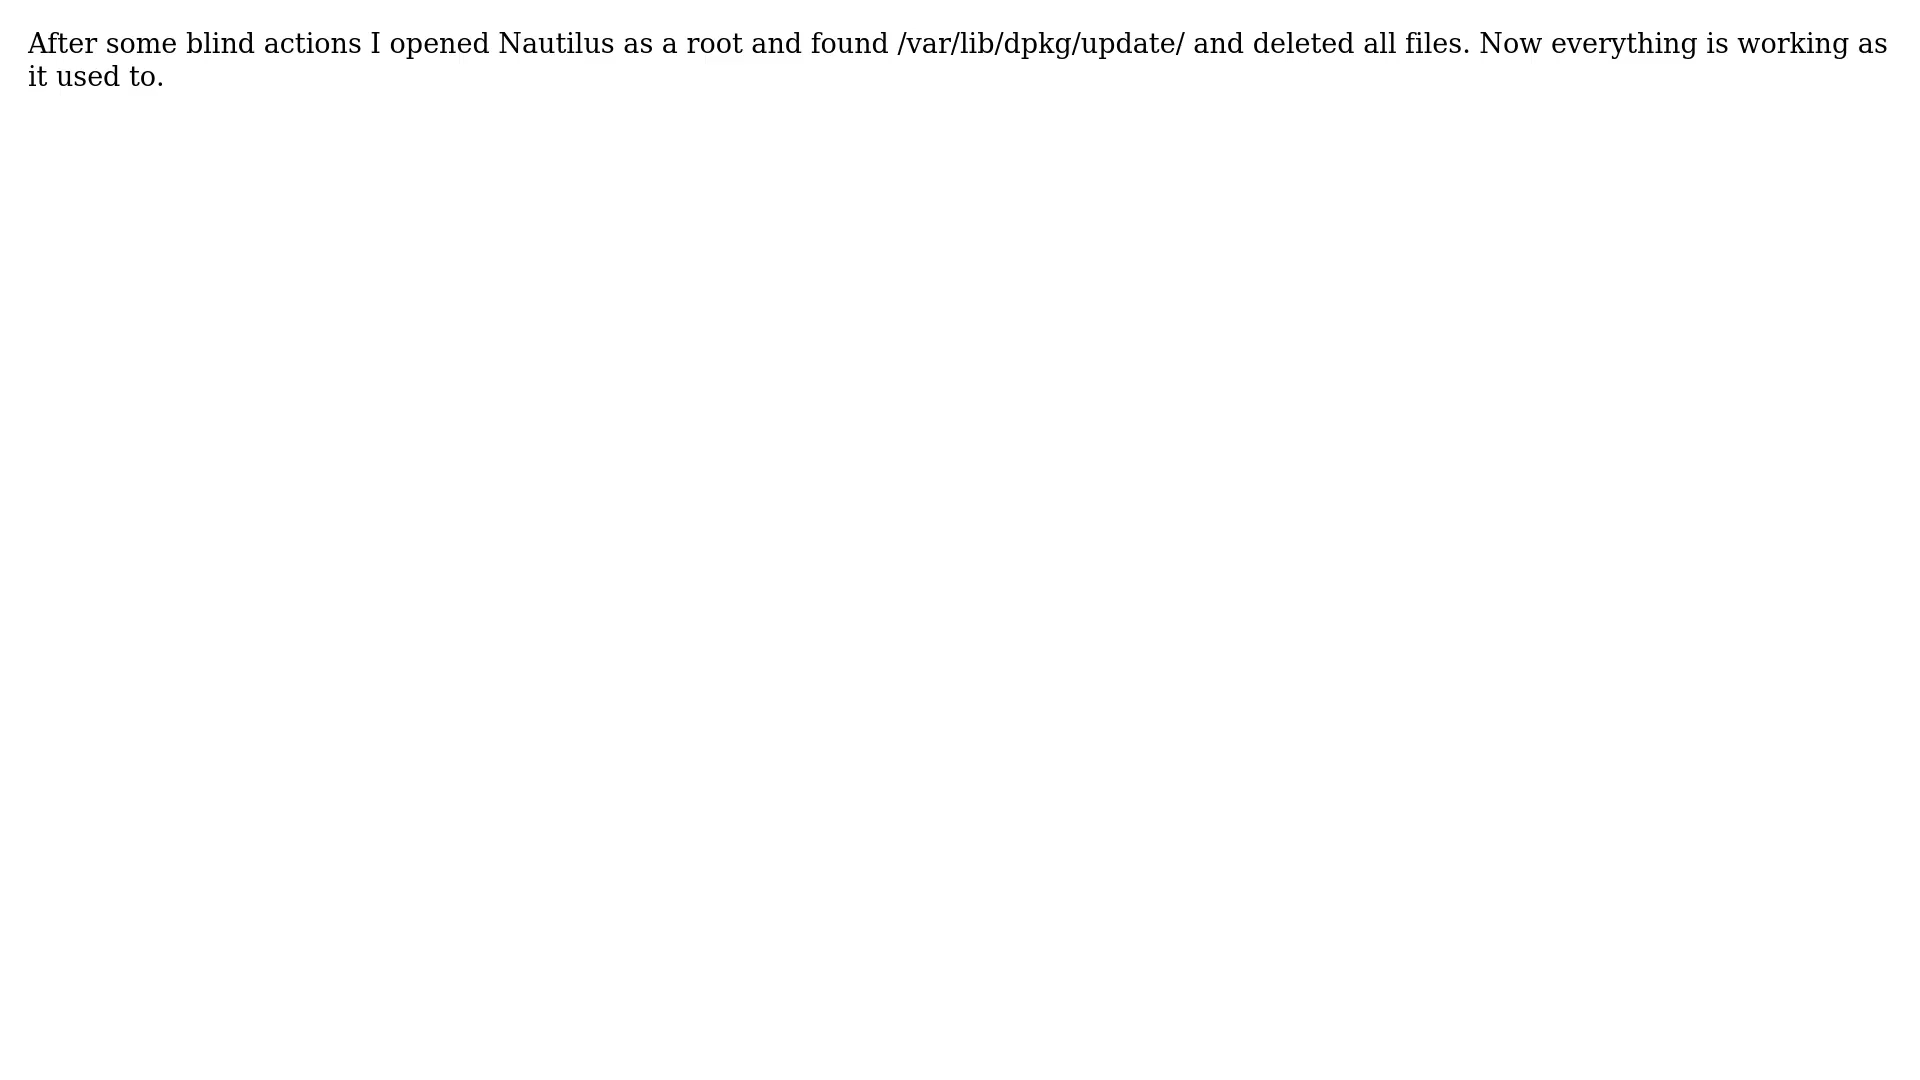 After some blind actions I opened Nautilus as a root and found /var/lib/dpkg/update/ and deleted all files. Now everything is working as
it used to.